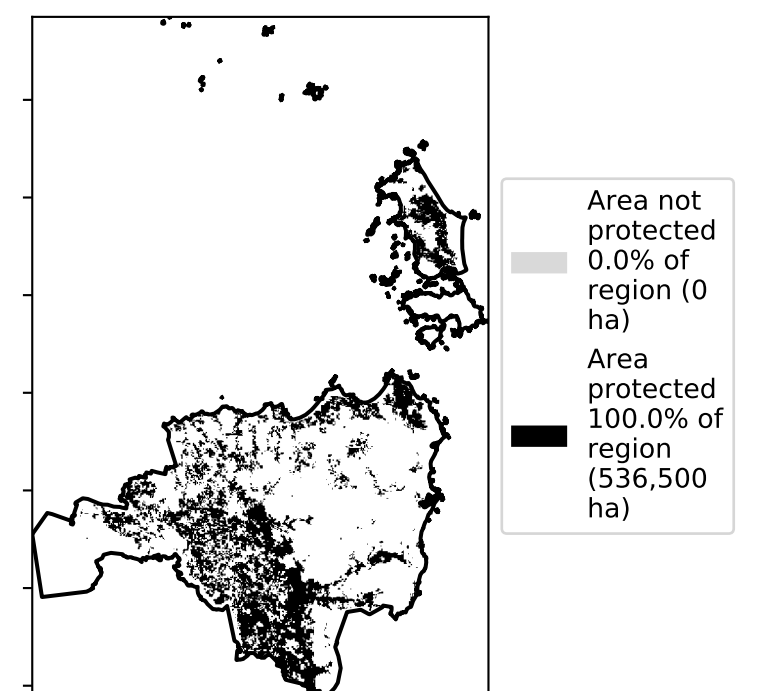 Area not
protected
0.0% of
region (0
ha)
Area
protected
100.0% of
region
(536,500
ha)